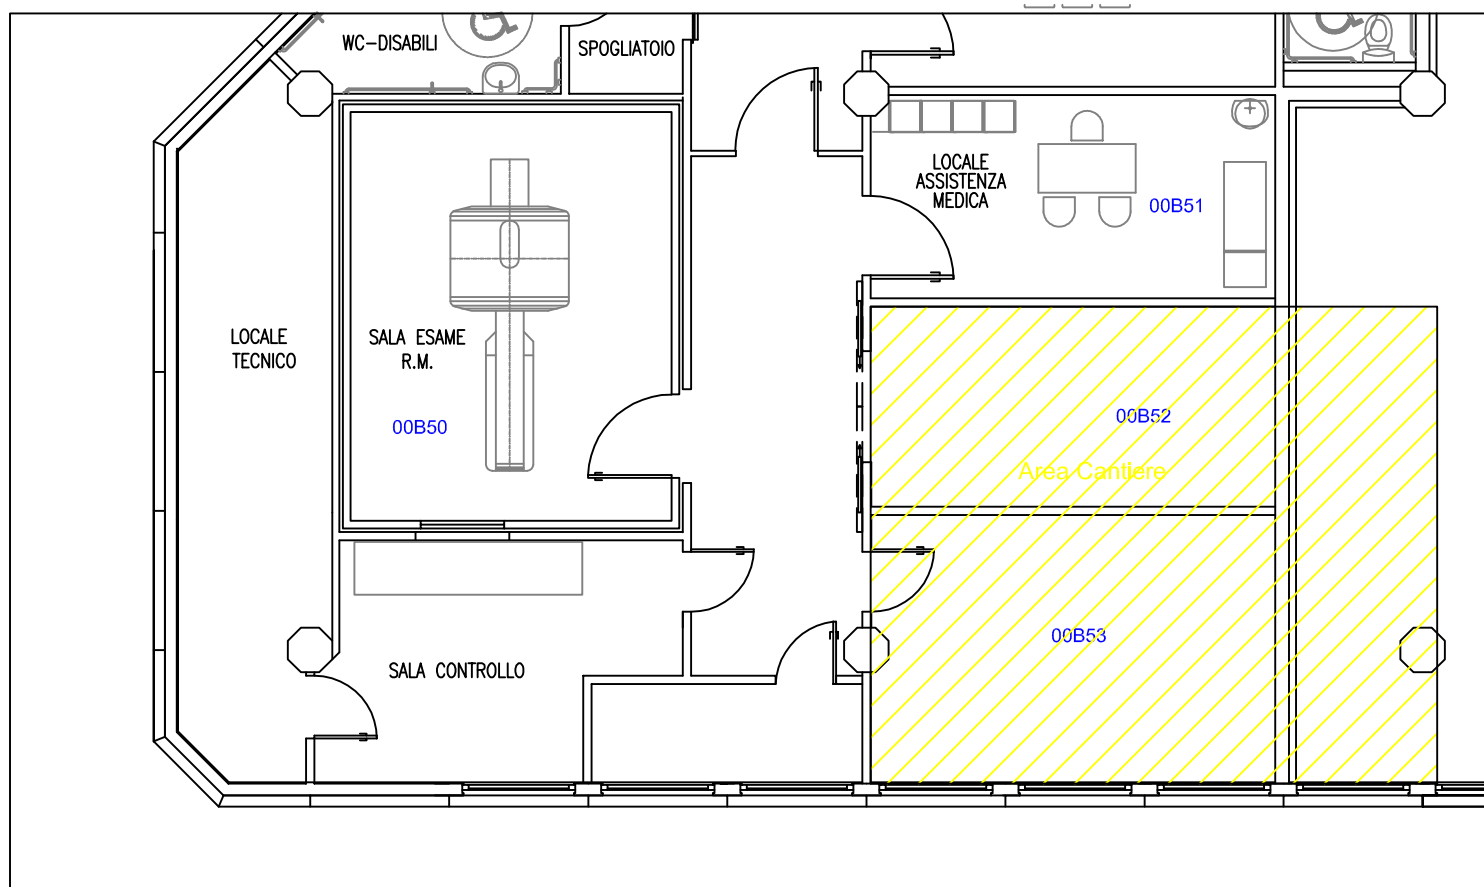 WC-DISABILI
SPOGLIATOIO
LOCALE
ASSISTENZA
MEDICA
00B51
LOCALE
TECNICO
SALA ESAME
R.M.
00B50
00B52
Area Cantiere
00B53
SALA CONTROLLO